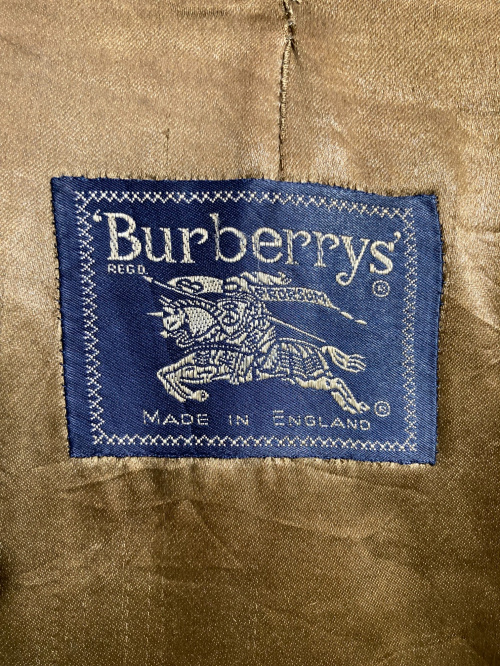 'Burberrys'
REGD.
®
PRORSUM
®
MADE IN ENGLAND